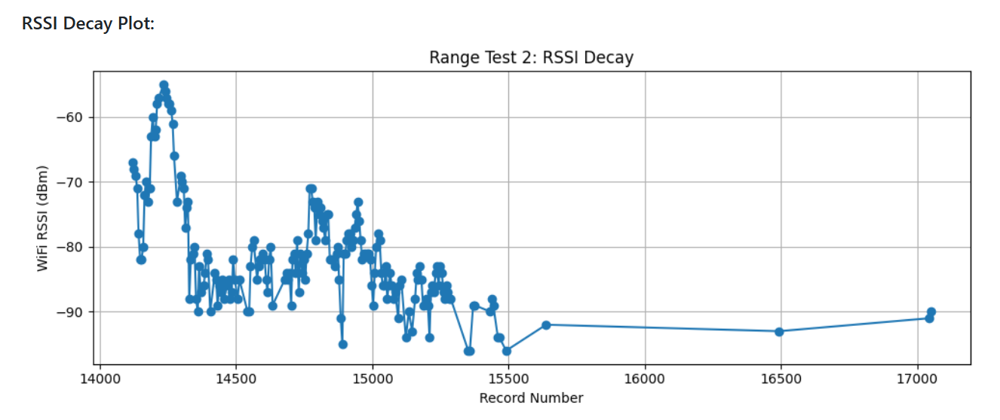 RSSI Decay Plot:
Range Test 2: RSSI Decay
WiFi RSSI (dBm)
−60
−70
−80
−90
14000 14500 15000 15500 16000 16500 17000
Record Number